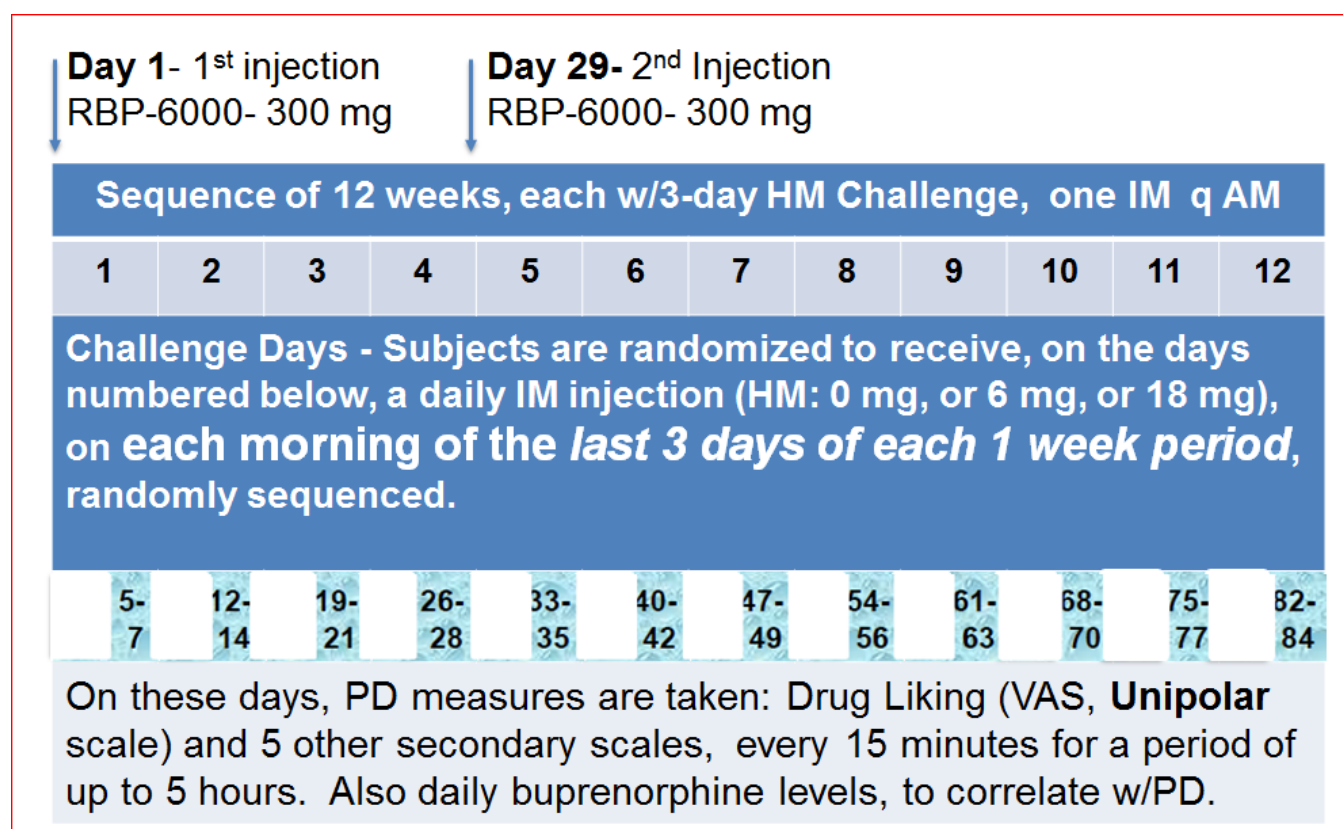 Day 1- 1st injection
RBP-6000- 300 mg
Day 29- 2nd Injection
RBP-6000- 300 mg
Sequence of 12 weeks, each w/3-day HM Challenge, one IM q AM
1 2 3 4 5 6 7 8 9 10 11 12
Challenge Days - Subjects are randomized to receive, on the days
numbered below, a daily IM injection (HM: 0 mg, or 6 mg, or 18 mg),
on each morning of the last 3 days of each 1 week period,
randomly sequenced.
5- 12- 19- 26- 33- 40- 47- 54- 61- 68- 75- 82-
7 14 21 28 35 42 49 56 63 70 77 84
On these days, PD measures are taken: Drug Liking (VAS, Unipolar
scale) and 5 other secondary scales, every 15 minutes for a period of
up to 5 hours. Also daily buprenorphine levels, to correlate w/PD.